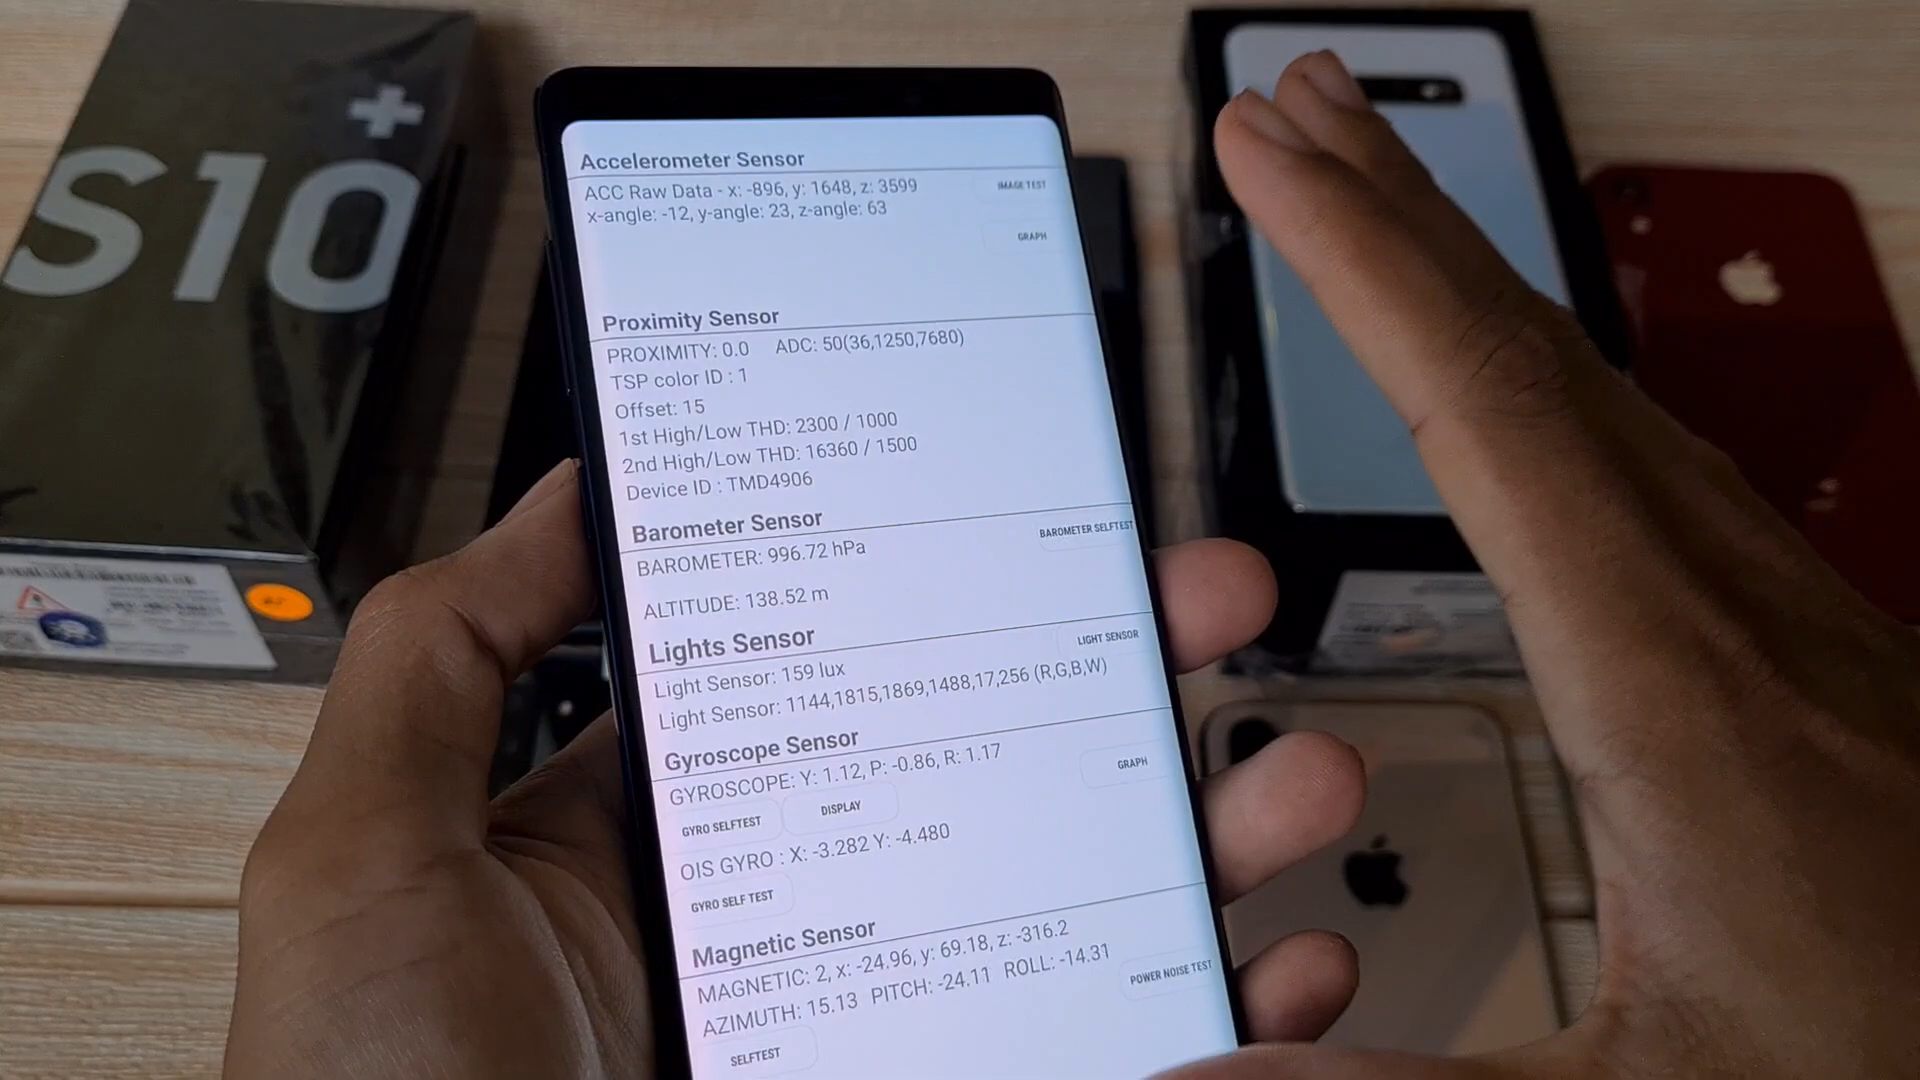 S10+
Accelerometer Sensor
ACC Raw Data - x: -896, y: 1648, z: 3599
IMAGE TEST
x-angle: -12, y-angle: 23, z-angle: 63
GRAPH
Proximity Sensor
PROXIMITY: 0.0 ADC: 50(36,1250,7680)
TSP color ID : 1
Offset: 15
1st High/Low THD: 2300 / 1000
2nd High/Low THD: 16360 / 1500
Device ID : TMD4906
Barometer Sensor
BAROMETER SELFTEST
BAROMETER: 996.72 hPa
ALTITUDE: 138.52 m
Lights Sensor
LIGHT SENSOR
Light Sensor: 159 lux
Light Sensor: 1144,1815,1869,1488,17,256 (R,G,B,W)
Gyroscope Sensor
GYROSCOPE: Y: 1.12, P: -0.86, R: 1.17
GRAPH
GYRO SELFTEST
DISPLAY
OIS GYRO : X: -3.282 Y: -4.480
GYRO SELF TEST
Magnetic Sensor
MAGNETIC: 2, x: -24.96, y: 69.18, z: -316.2
AZIMUTH: 15.13 PITCH: -24.11 ROLL: -14.31
POWER NOISE TEST
SELFTEST